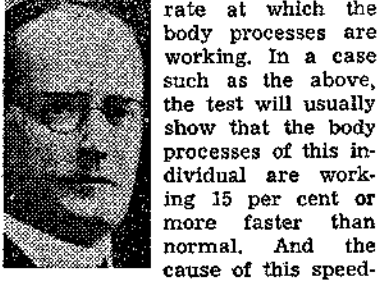 rate at which the
body processes are
working. In a case
such as the above,
the test will usually
show that the body
processes of this in-
dividual are work-
ing 15 per cent or
more faster than
normal. And the
cause of this speed-